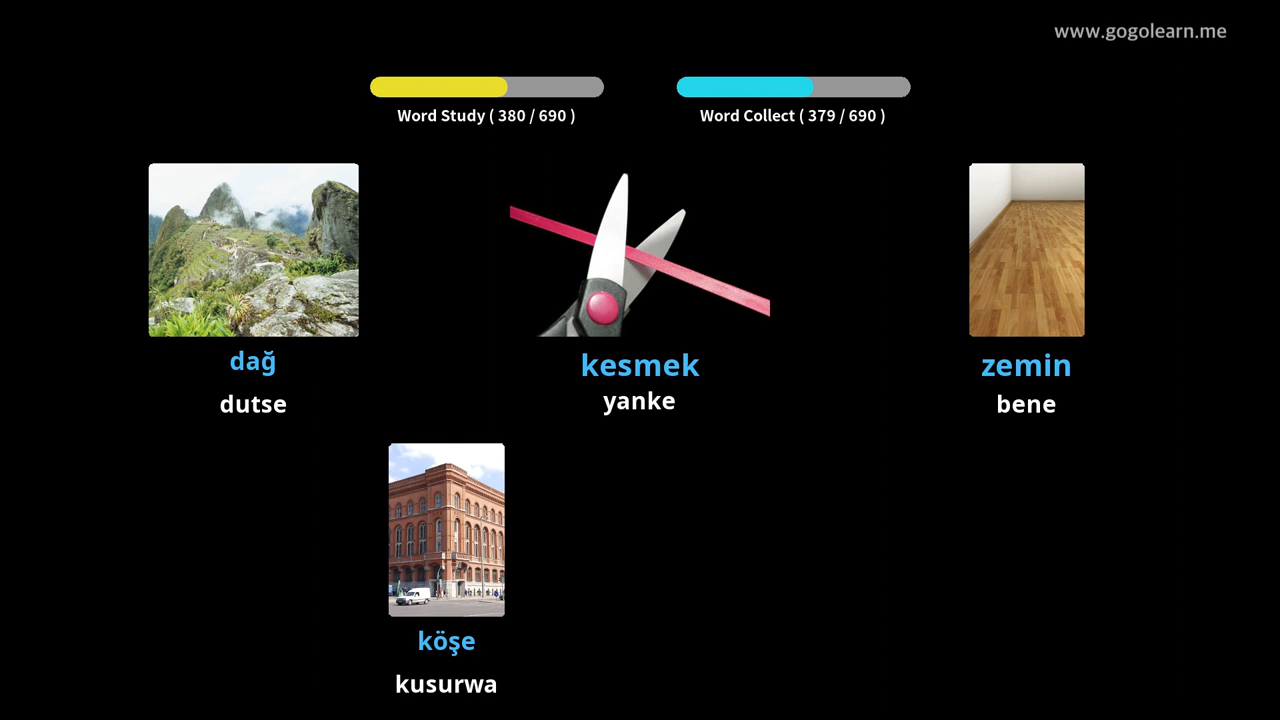 www.gogolearn.me
Word Study ( 380 / 690 )
Word Collect ( 379 / 690 )
dağ
dutse
kesmek
yanke
zemin
bene
köşe
kusurwa